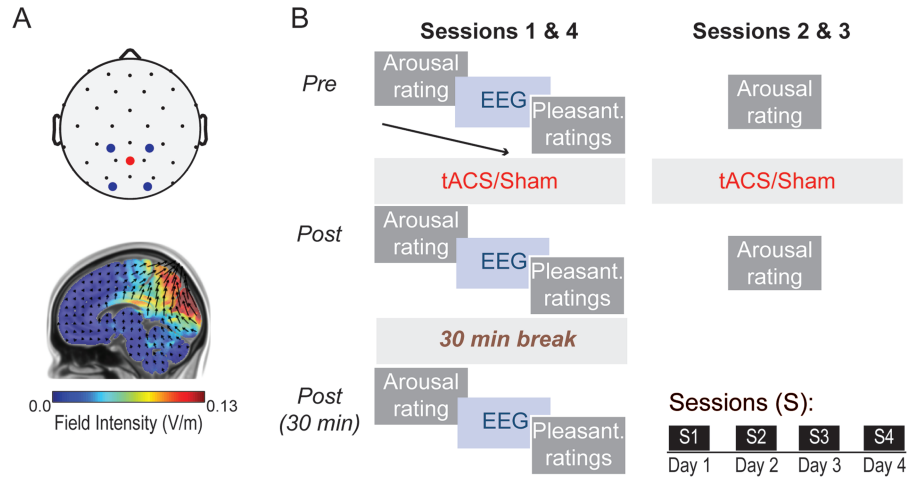 A
0.0
0.13
Field Intensity (V/m)
B
Sessions 1 & 4
Sessions 2 & 3
Pre
Arousal
rating
EEG
Pleasant.
ratings
Arousal
rating
tACS/Sham
tACS/Sham
Post
Arousal
rating
EEG
Pleasant.
ratings
Arousal
rating
30 min break
Post
(30 min)
Arousal
rating
EEG
Pleasant.
ratings
Sessions (S):
S1 S2 S3 S4
Day 1 Day 2 Day 3 Day 4